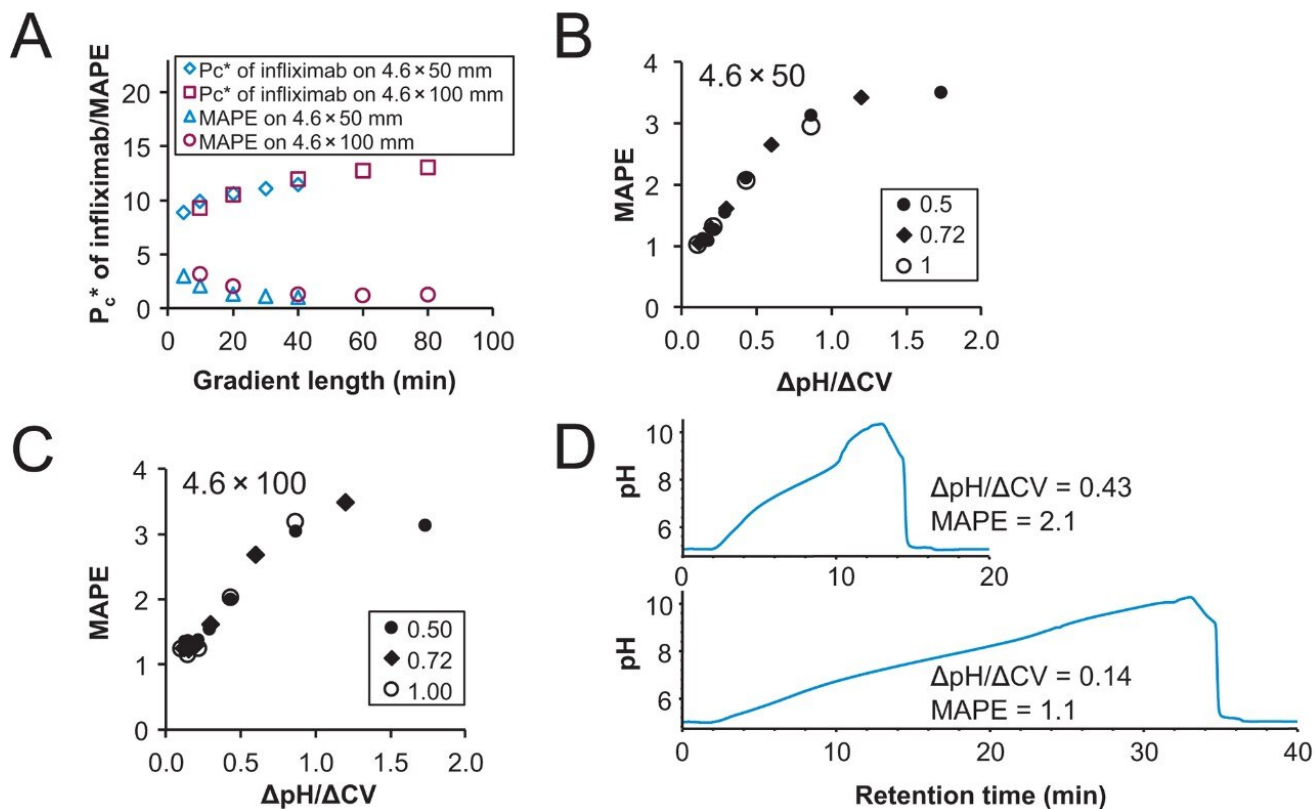 A
Pc* of infliximab on 4.6 × 50 mm
Pc* of infliximab on 4.6 × 100 mm
MAPE on 4.6 × 50 mm
MAPE on 4.6 × 100 mm
20
15
10
5
0
0 20 40 60 80 100
Pc* of infliximab/MAPE
Gradient length (min)
B
4.6 × 50
4
3
2
1
0
0.0 0.5 1.0 1.5 2.0
MAPE
ΔpH/ΔCV
0.5
0.72
1
C
4.6 × 100
4
3
2
1
0
0.0 0.5 1.0 1.5 2.0
MAPE
ΔpH/ΔCV
0.50
0.72
1.00
D
pH
10
8
6
0 10 20
ΔpH/ΔCV = 0.43
MAPE = 2.1
pH
10
8
6
0 10 20 30 40
ΔpH/ΔCV = 0.14
MAPE = 1.1
Retention time (min)